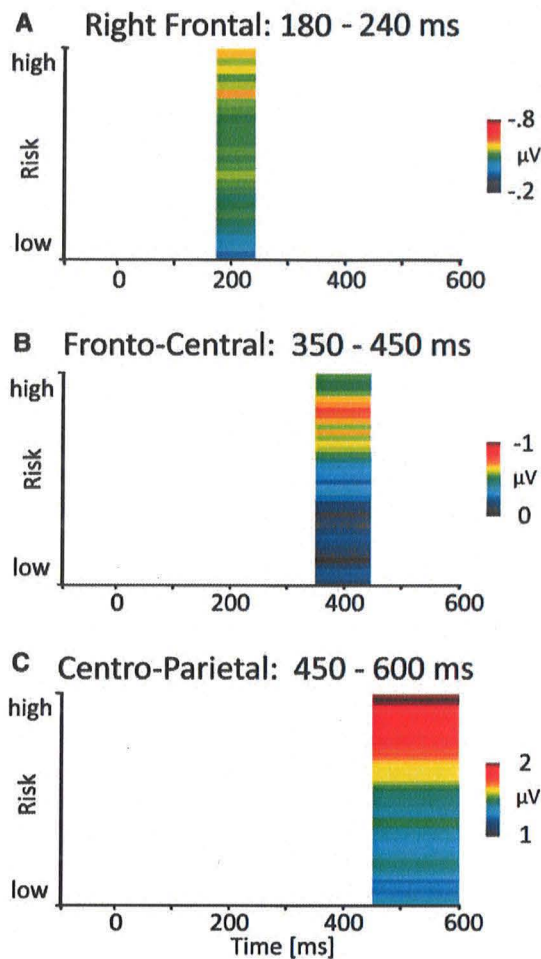 A Right Frontal: 180 - 240 ms
high
Risk
low
-.8
µV
-.2
0 200 400 600
B Fronto-Central: 350 - 450 ms
high
Risk
low
-1
µV
0
0 200 400 600
C Centro-Parietal: 450 - 600 ms
high
Risk
low
2
µV
1
0 200 400 600
Time [ms]